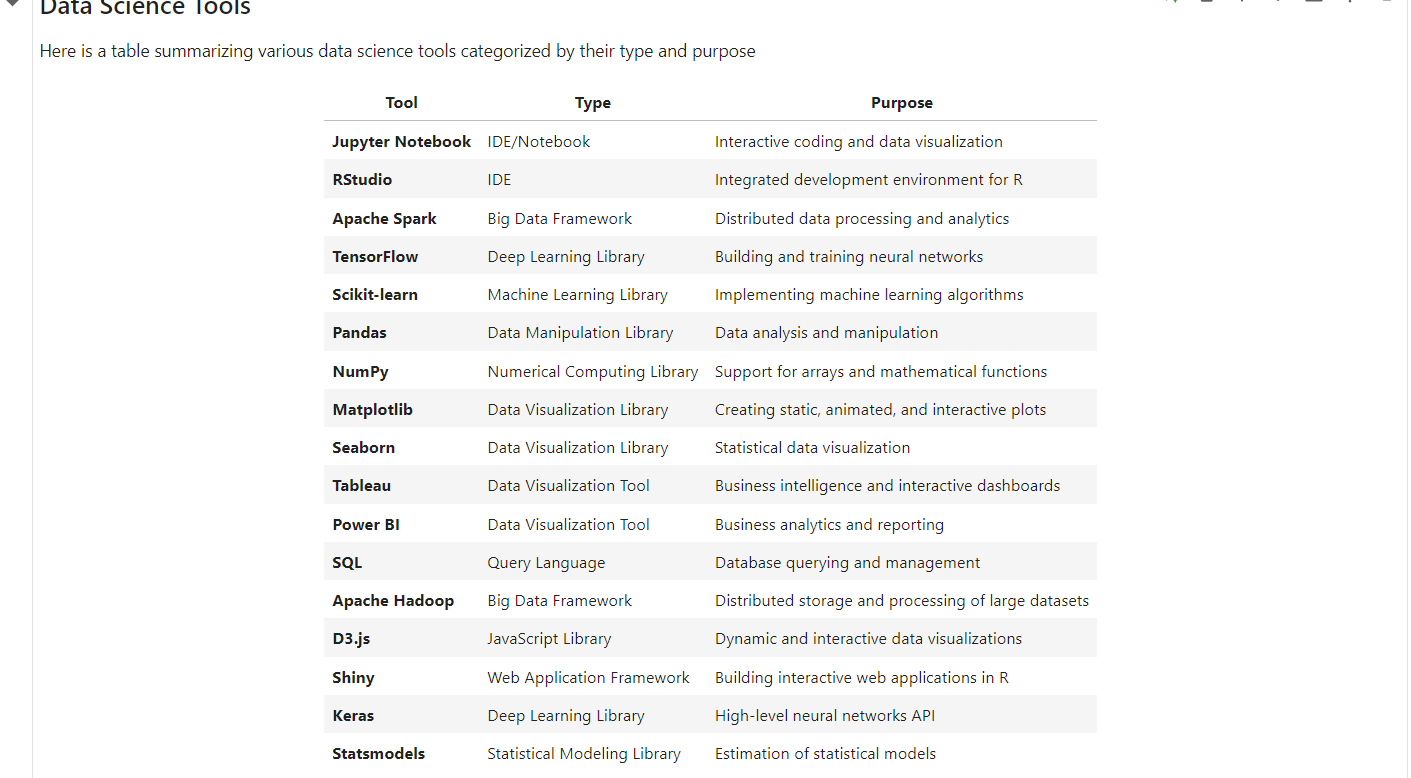 Data Science Tools
Here is a table summarizing various data science tools categorized by their type and purpose
Tool Type Purpose
Jupyter Notebook IDE/Notebook Interactive coding and data visualization
RStudio IDE Integrated development environment for R
Apache Spark Big Data Framework Distributed data processing and analytics
TensorFlow Deep Learning Library Building and training neural networks
Scikit-learn Machine Learning Library Implementing machine learning algorithms
Pandas Data Manipulation Library Data analysis and manipulation
NumPy Numerical Computing Library Support for arrays and mathematical functions
Matplotlib Data Visualization Library Creating static, animated, and interactive plots
Seaborn Data Visualization Library Statistical data visualization
Tableau Data Visualization Tool Business intelligence and interactive dashboards
Power BI Data Visualization Tool Business analytics and reporting
SQL Query Language Database querying and management
Apache Hadoop Big Data Framework Distributed storage and processing of large datasets
D3.js JavaScript Library Dynamic and interactive data visualizations
Shiny Web Application Framework Building interactive web applications in R
Keras Deep Learning Library High-level neural networks API
Statsmodels Statistical Modeling Library Estimation of statistical models